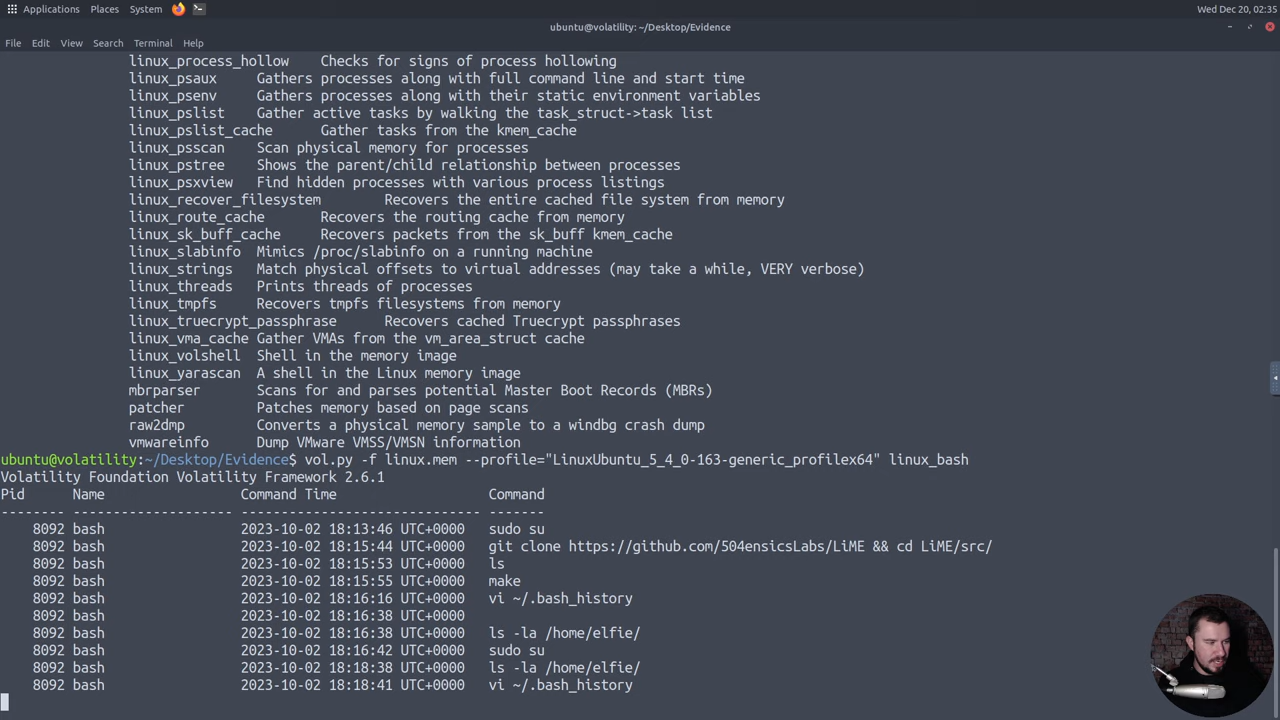 Applications Places System Wed Dec 20, 02:35
ubuntu@volatility: ~/Desktop/Evidence
File Edit View Search Terminal Help
linux_process_hollow Checks for signs of process hollowing
linux_psaux Gathers processes along with full command line and start time
linux_psenv Gathers processes along with their static environment variables
linux_pslist Gather active tasks by walking the task_struct->task list
linux_pslist_cache Gather tasks from the kmem_cache
linux_psscan Scan physical memory for processes
linux_pstree Shows the parent/child relationship between processes
linux_psxview Find hidden processes with various process listings
linux_recover_filesystem Recovers the entire cached file system from memory
linux_route_cache Recovers the routing cache from memory
linux_sk_buff_cache Recovers packets from the sk_buff kmem_cache
linux_slabinfo Mimics /proc/slabinfo on a running machine
linux_strings Match physical offsets to virtual addresses (may take a while, VERY verbose)
linux_threads Prints threads of processes
linux_tmpfs Recovers tmpfs filesystems from memory
linux_truecrypt_passphrase Recovers cached Truecrypt passphrases
linux_vma_cache Gather VMAs from the vm_area_struct cache
linux_volshell Shell in the memory image
linux_yarascan A shell in the Linux memory image
mbrparser Scans for and parses potential Master Boot Records (MBRs)
patcher Patches memory based on page scans
raw2dmp Converts a physical memory sample to a windbg crash dump
vmwareinfo Dump VMware VMSS/VMSN information
ubuntu@volatility:~/Desktop/Evidence$ vol.py -f linux.mem --profile="LinuxUbuntu_5_4_0-163-generic_profilex64" linux_bash
Volatility Foundation Volatility Framework 2.6.1
Pid Name Command Time Command
-------- -------------------- ------------------------------ -------
8092 bash 2023-10-02 18:13:46 UTC+0000 sudo su
8092 bash 2023-10-02 18:15:44 UTC+0000 git clone https://github.com/504ensicsLabs/LiME && cd LiME/src/
8092 bash 2023-10-02 18:15:53 UTC+0000 ls
8092 bash 2023-10-02 18:15:55 UTC+0000 make
8092 bash 2023-10-02 18:16:16 UTC+0000 vi ~/.bash_history
8092 bash 2023-10-02 18:16:38 UTC+0000
8092 bash 2023-10-02 18:16:38 UTC+0000 ls -la /home/elfie/
8092 bash 2023-10-02 18:16:42 UTC+0000 sudo su
8092 bash 2023-10-02 18:18:38 UTC+0000 ls -la /home/elfie/
8092 bash 2023-10-02 18:18:41 UTC+0000 vi ~/.bash_history